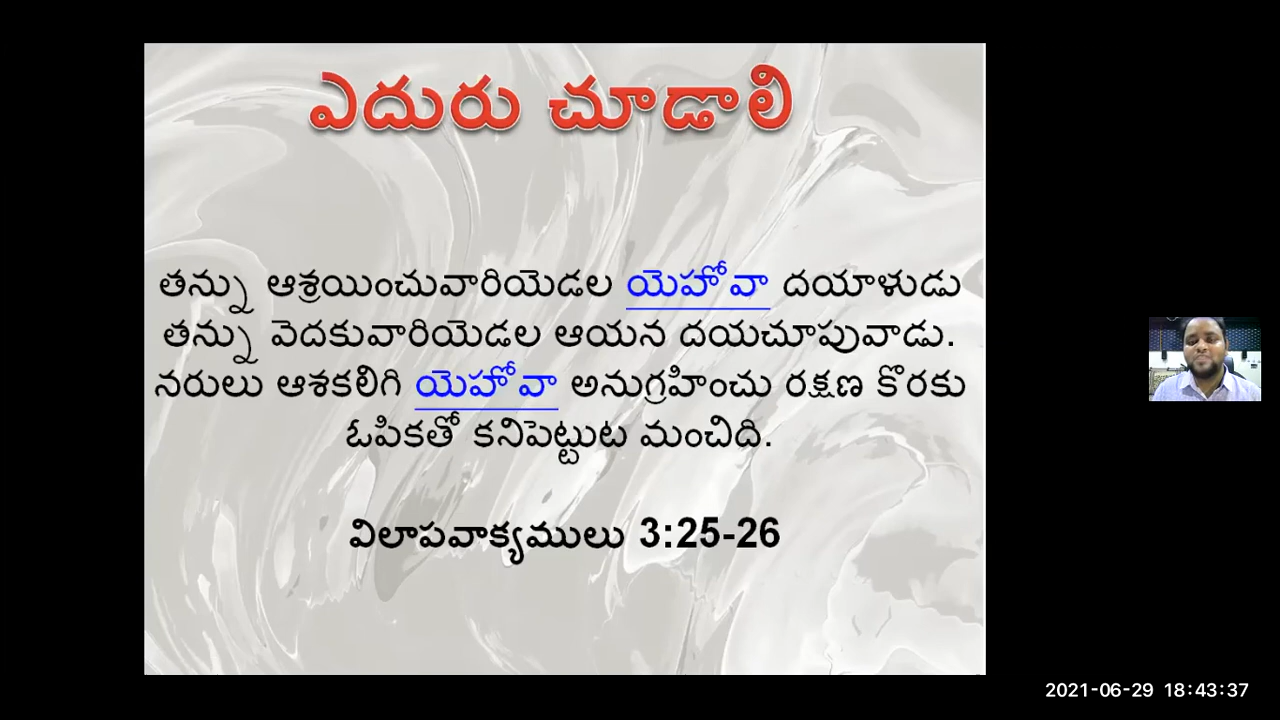 ఎదురు చూడాలి
తన్ను ఆశ్రయించువారియెడల యెహోవా దయాళుడు
తన్ను వెదకువారియెడల ఆయన దయచూపువాడు.
నరులు ఆశకలిగి యెహోవా అనుగ్రహించు రక్షణ కొరకు
ఓపికతో కనిపెట్టుట మంచిది.
విలాపవాక్యములు 3:25-26
2021-06-29 18:43:37